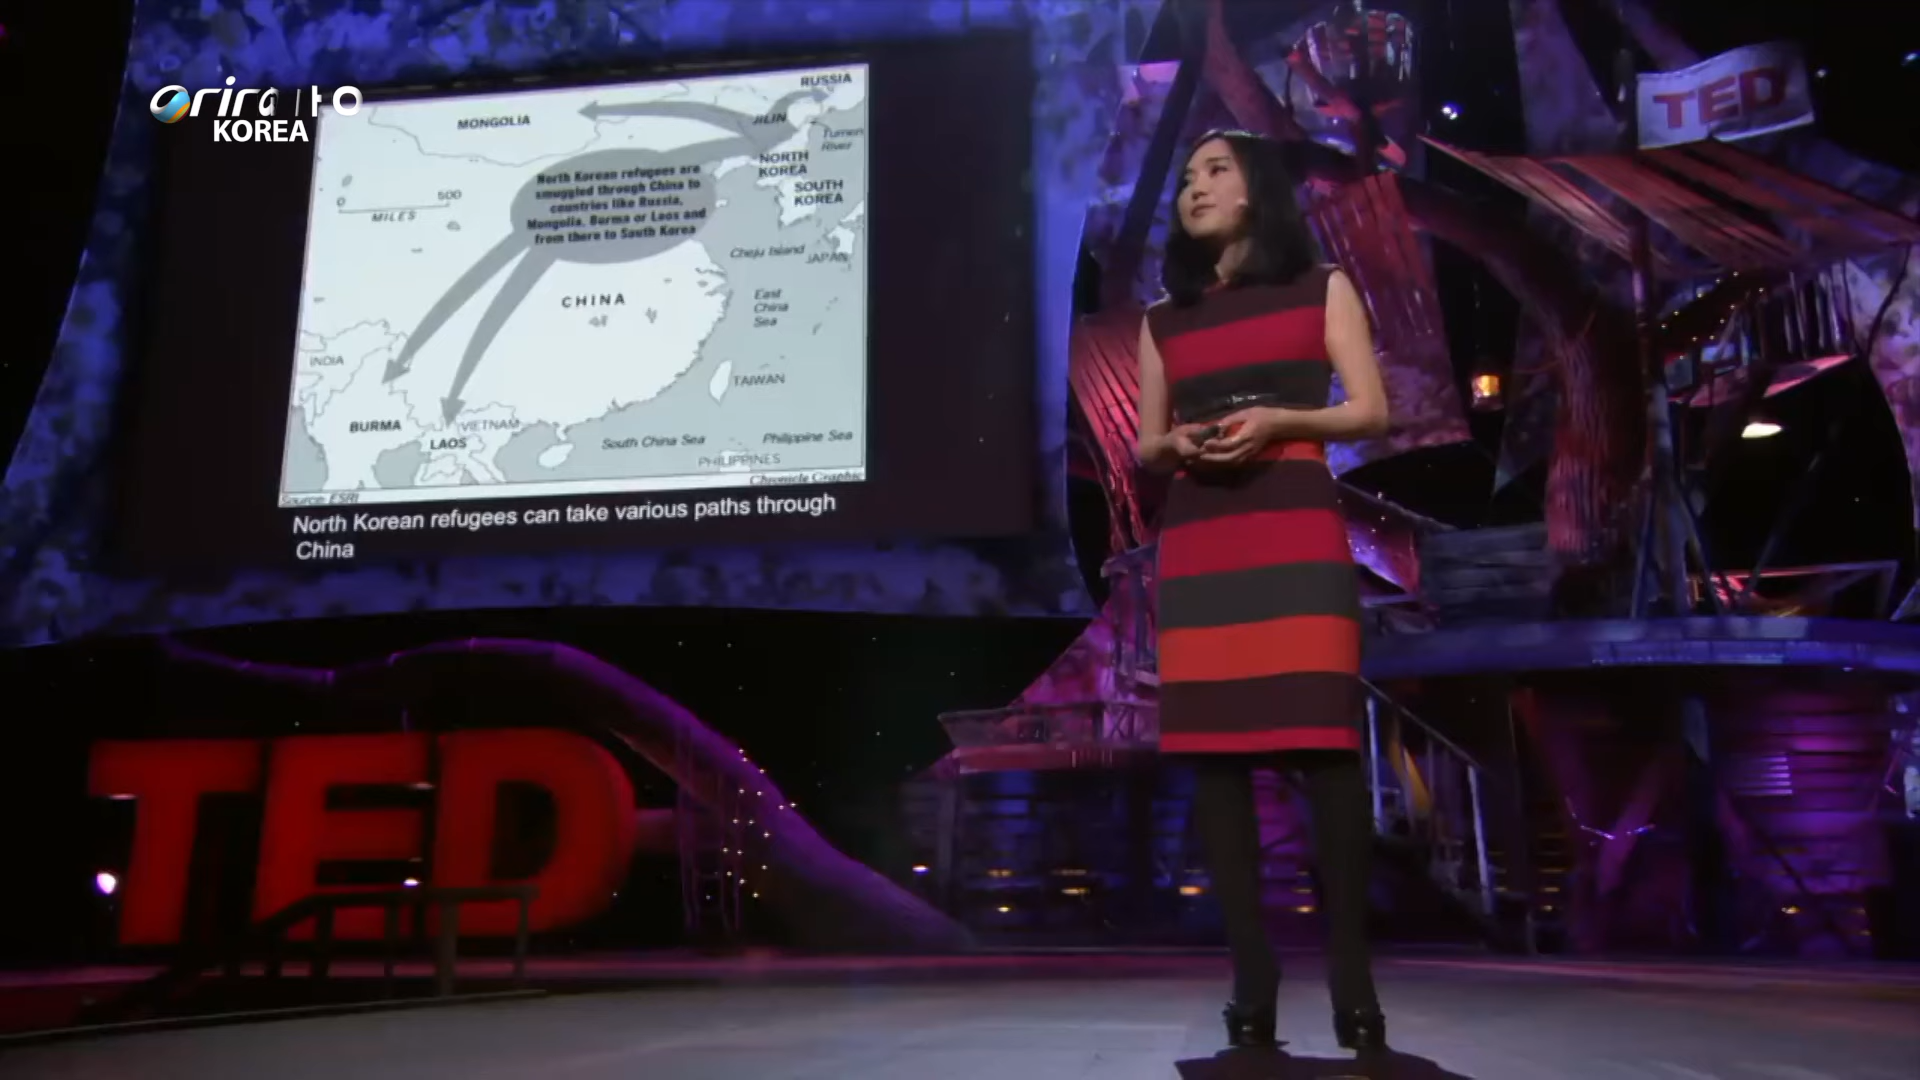 arirang
KOREA
TED
RUSSIA
MONGOLIA
JILIN
Tumen
River
NORTH
KOREA
SOUTH
KOREA
North Korean refugees are
smuggled through China to
countries like Russia,
Mongolia, Burma or Laos and
from there to South Korea
0 500
MILES
Cheju Island
JAPAN
CHINA
East
China
Sea
INDIA
TAIWAN
BURMA
VIETNAM
LAOS
South China Sea
Philippine Sea
PHILIPPINES
Chronicle Graphic
Source: ESRI
North Korean refugees can take various paths through
China
TED